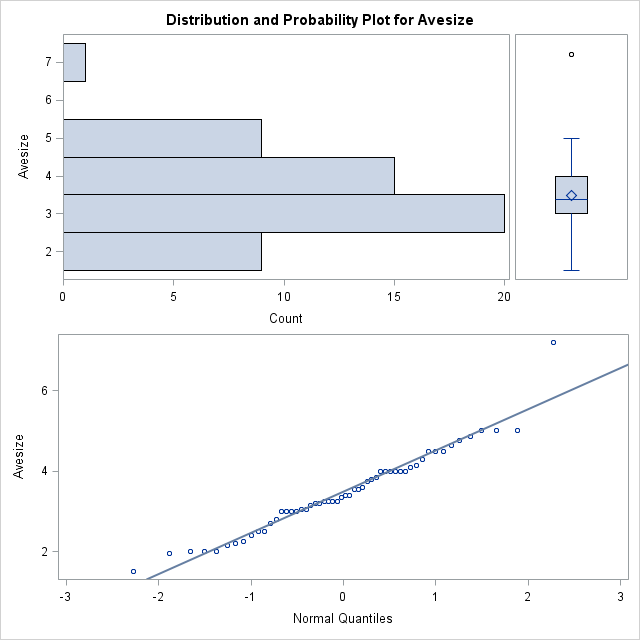 Distribution and Probability Plot for Avesize
7
6
5
4
3
2
Avesize
0 5 10 15 20
Count
6
4
2
Avesize
-3 -2 -1 0 1 2 3
Normal Quantiles